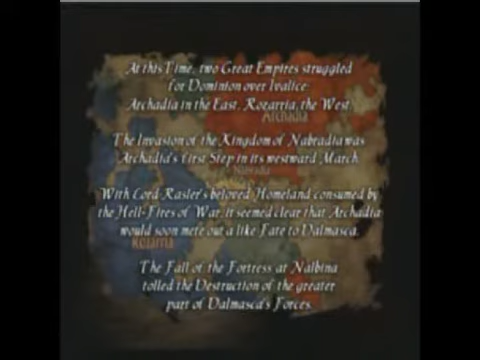 At this Time, two Great Empires struggled
for Dominion over Ivalice:
Archadia in the East, Rozarria, the West.
Archadia
The Invasion of the Kingdom of Nabradia was
Archadia's first Step in its westward March.
With Lord Rasler's beloved Homeland consumed by
the Hell-Fires of War, it seemed clear that Archadia
would soon mete out a like Fate to Dalmasca.
Rozarria
The Fall of the Fortress at Nalbina
tolled the Destruction of the greater
part of Dalmasca's Forces.